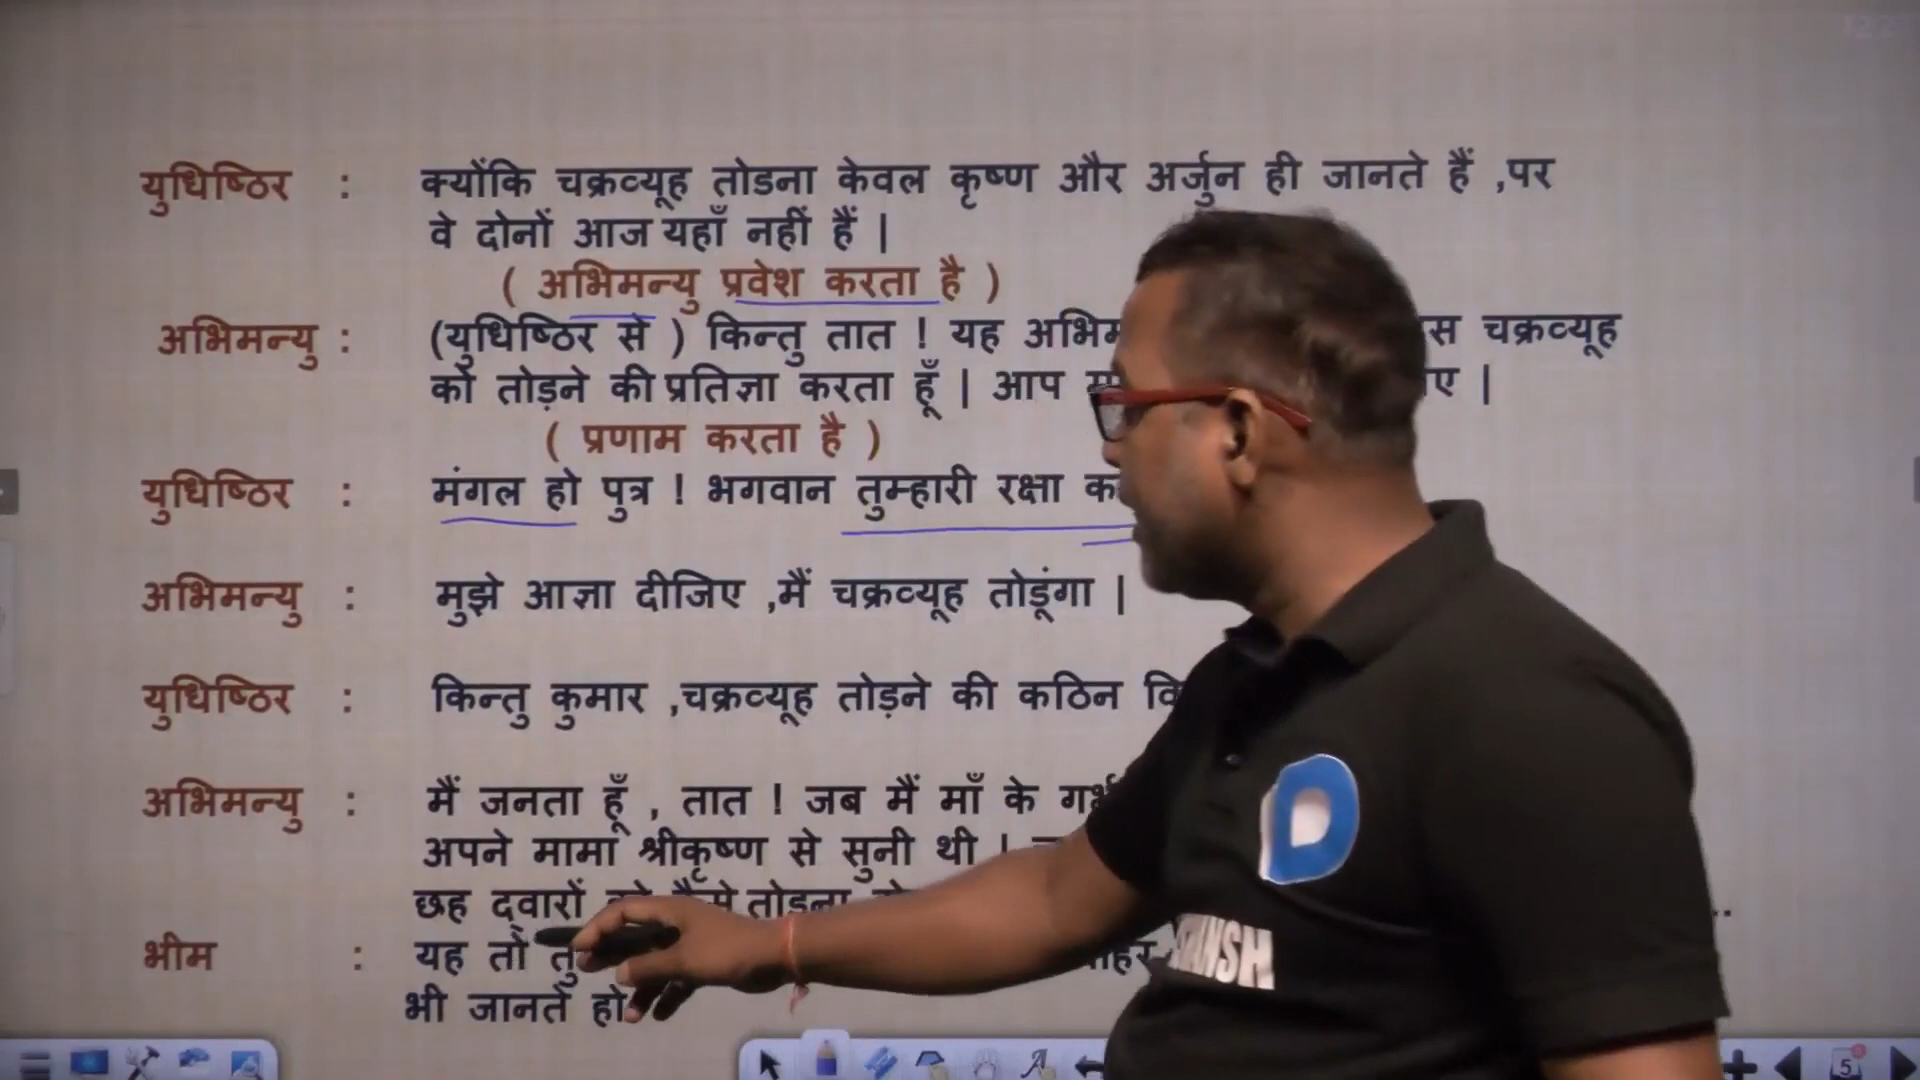 युधिष्ठिर : क्योंकि चक्रव्यूह तोडना केवल कृष्ण और अर्जुन ही जानते हैं ,पर
वे दोनों आज यहाँ नहीं हैं |
( अभिमन्यु प्रवेश करता है )
अभिमन्यु : (युधिष्ठिर से ) किन्तु तात ! यह चक्रव्यूह
को तोड़ने की प्रतिज्ञा करता हूँ | आप |
( प्रणाम करता है )
युधिष्ठिर : मंगल हो पुत्र ! भगवान तुम्हारी रक्षा
अभिमन्यु : मुझे आज्ञा दीजिए ,मैं चक्रव्यूह तोडूंगा |
युधिष्ठिर : किन्तु कुमार ,चक्रव्यूह तोड़ने की कठिन
अभिमन्यु : मैं जनता हूँ , तात ! जब मैं माँ के
अपने मामा श्रीकृष्ण से सुनी थी |
छह द्वारों तोडना
भीम : यह तो
भी जानते हो
D
5